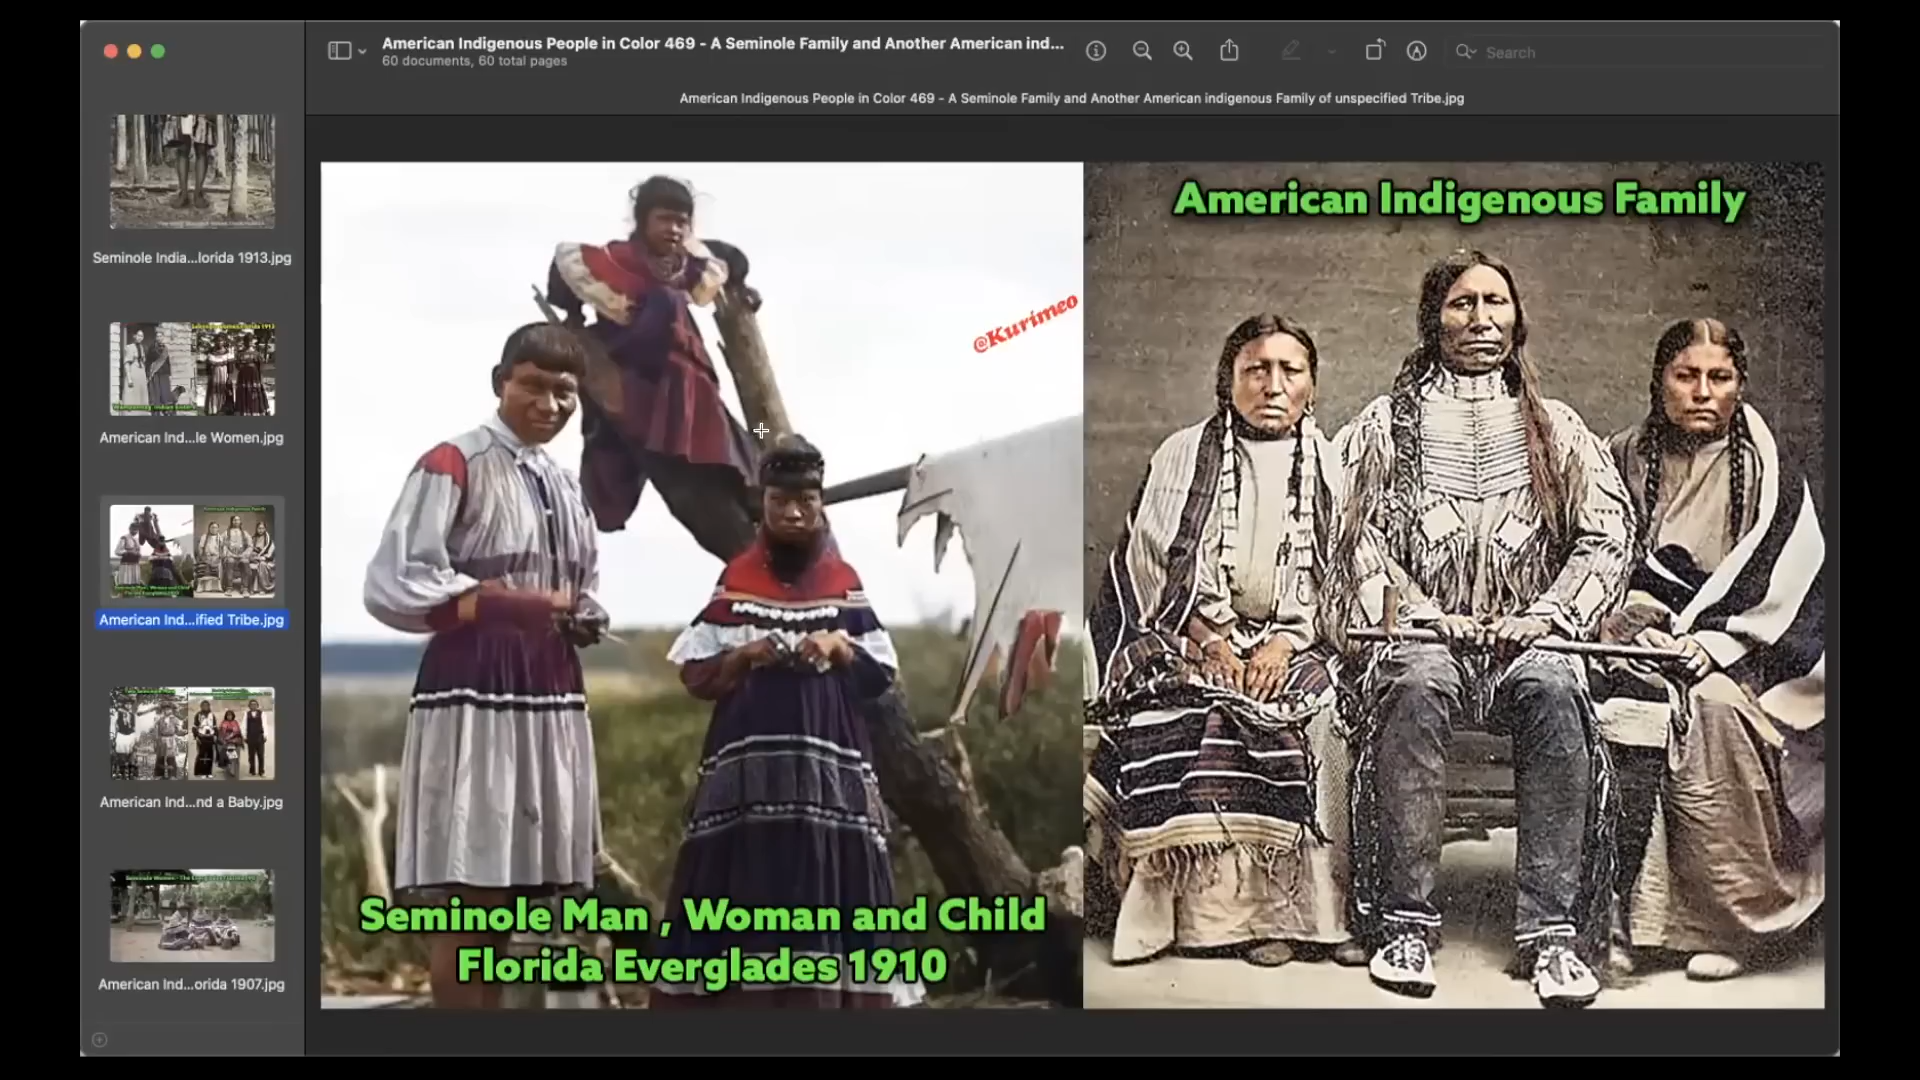 American Indigenous People in Color 469 - A Seminole Family and Another American ind...
60 documents, 60 total pages
Search
American Indigenous People in Color 469 - A Seminole Family and Another American indigenous Family of unspecified Tribe.jpg
Seminole India...lorida 1913.jpg
American Ind...le Women.jpg
American Ind...ified Tribe.jpg
American Ind...nd a Baby.jpg
American Ind...orida 1907.jpg
@Kurimeo
Seminole Man , Woman and Child
Florida Everglades 1910
American Indigenous Family